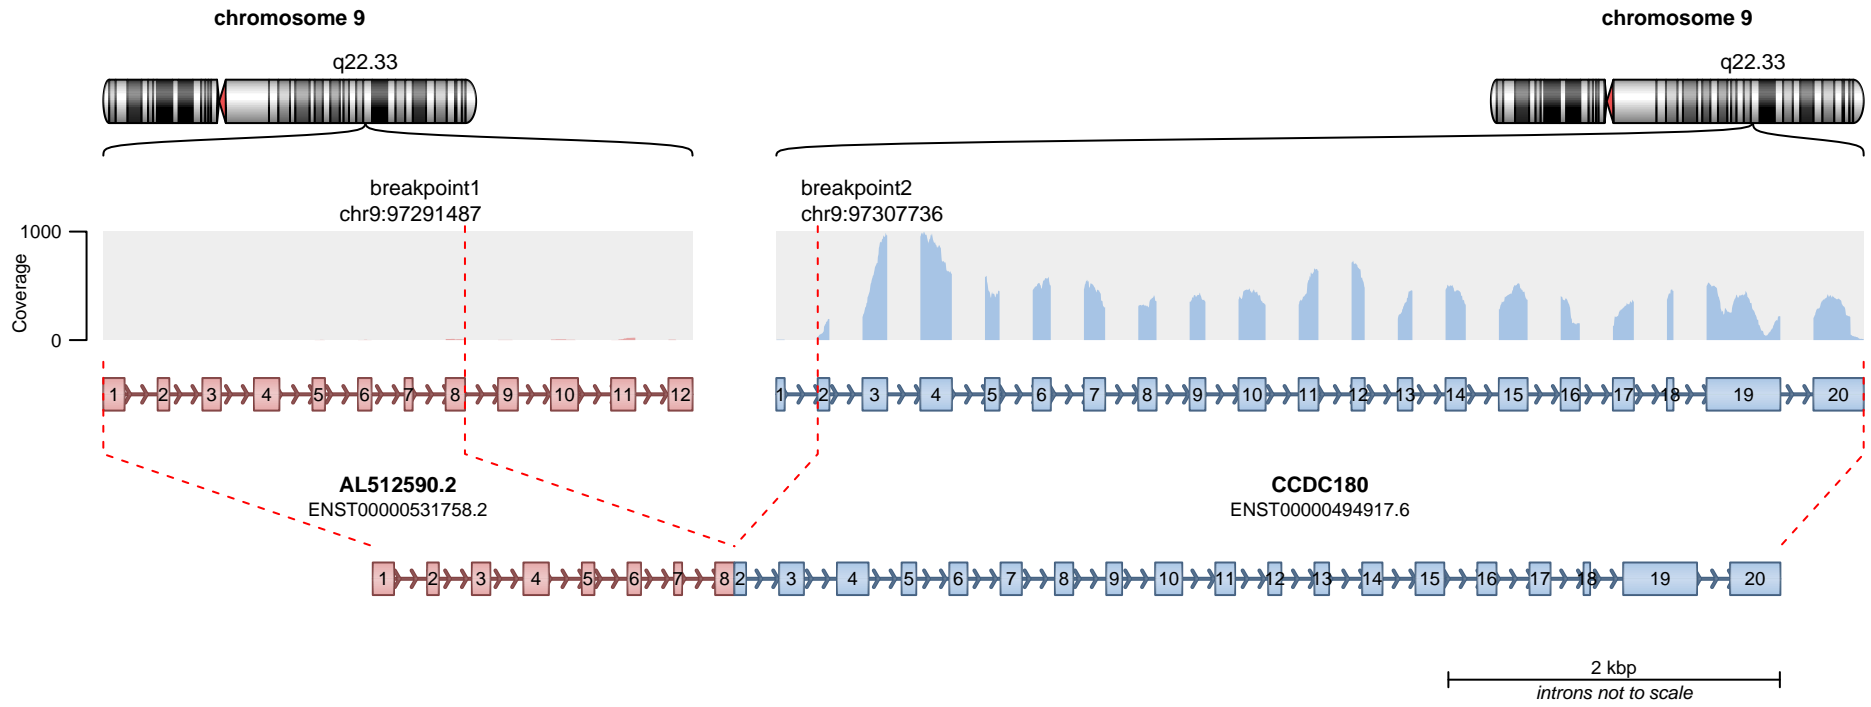 chromosome 9 chromosome 9
q22.33 q22.33
breakpoint1 breakpoint2
chr9:97291487 chr9:97307736
1000
Coverage
0
1 2 3 4 5 6 7 8 9 10 11 12 1 2 3 4 5 6 7 8 9 10 11 12 13 14 15 16 17 18 19 20
AL512590.2 CCDC180
ENST00000531758.2 ENST00000494917.6
1 2 3 4 5 6 7 8 2 3 4 5 6 7 8 9 10 11 12 13 14 15 16 17 18 19 20
2 kbp
introns not to scale